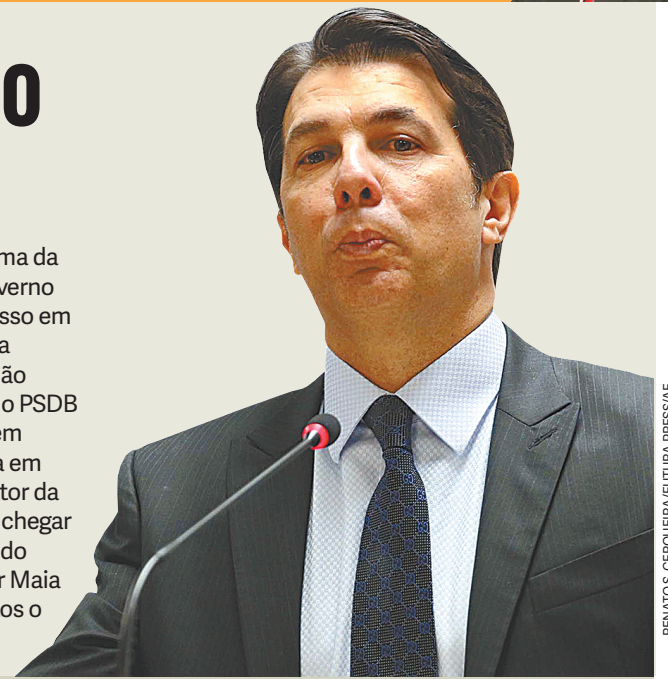 O
ma da
verno
sso em
a
ão
o PSDB
em
a em
tor da
chegar
do
r Maia
os o
RENATO S. CERQUEIRA/FUTURA PRESS/AE